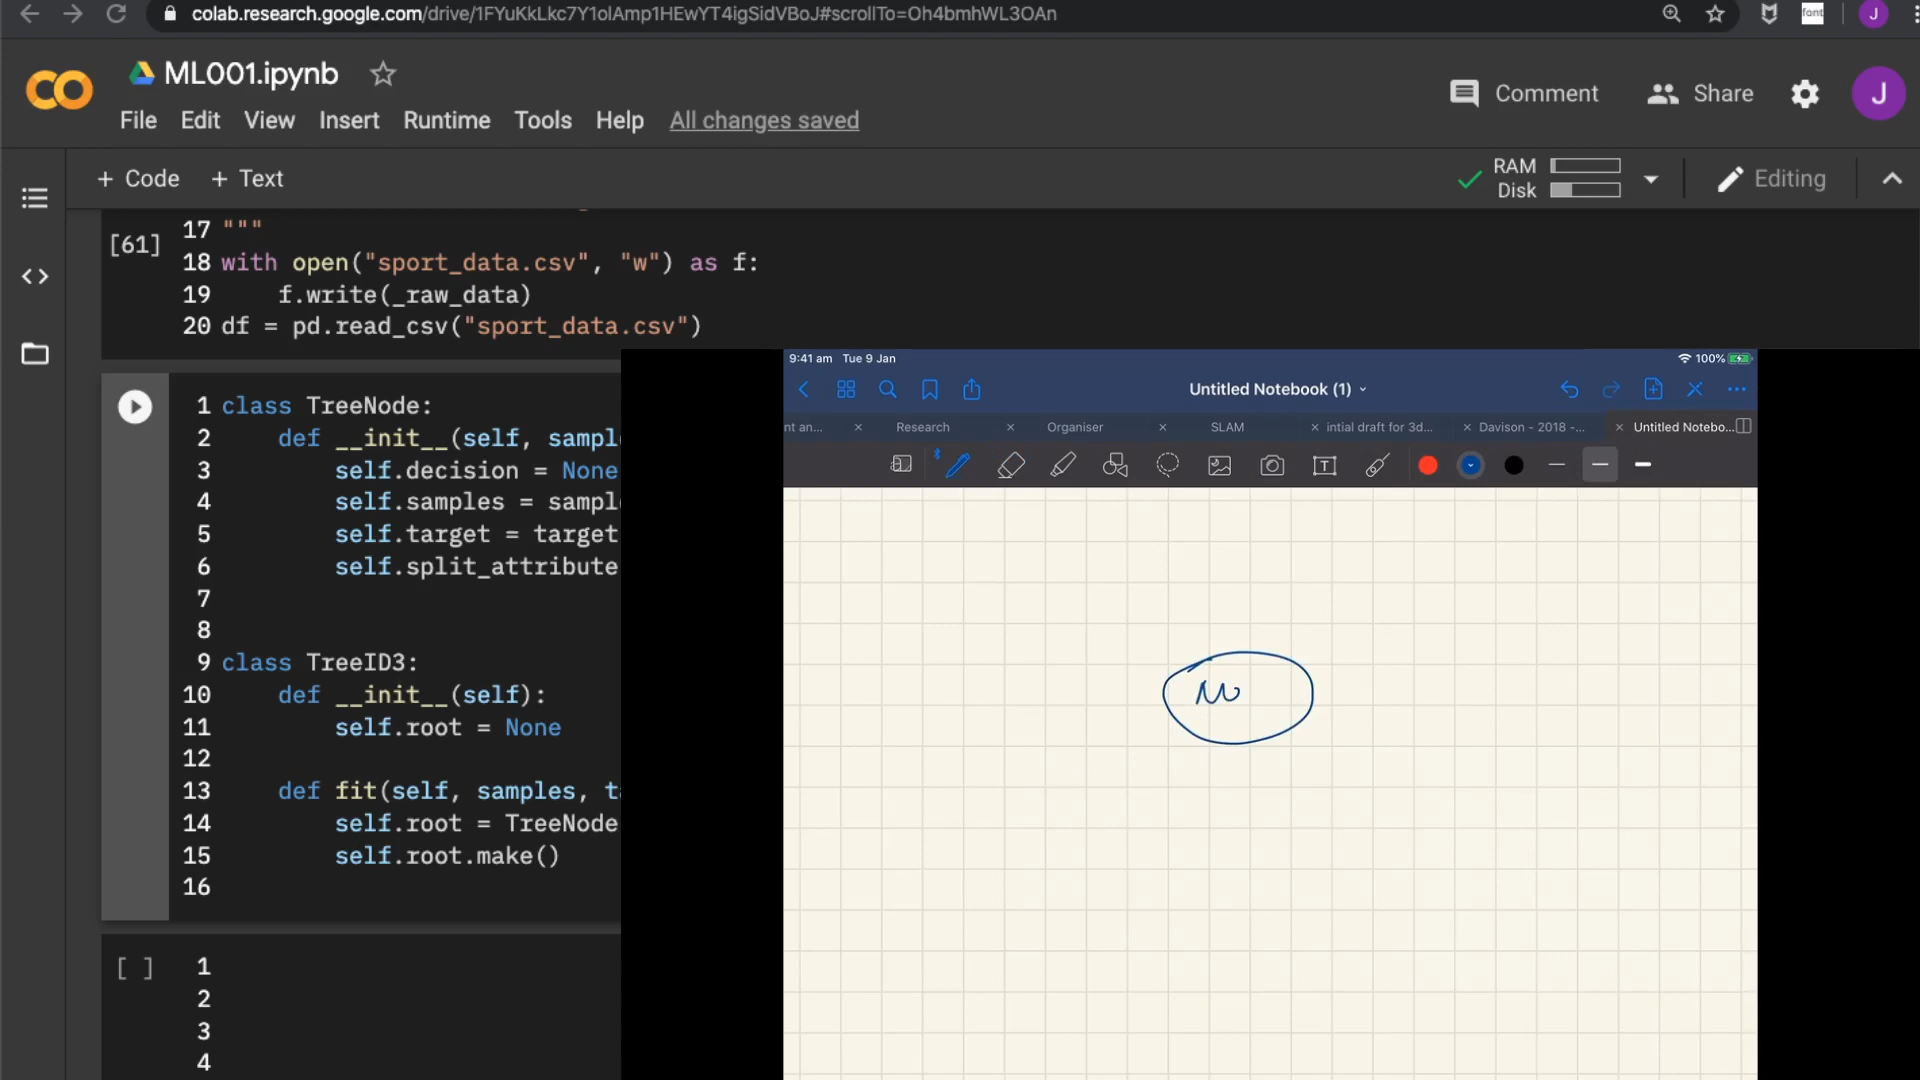 colab.research.google.com/drive/1FYuKkLkc7Y1olAmp1HEwYT4igSidVBoJ#scrollTo=Oh4bmhWL3OAn
font
J
ML001.ipynb
File Edit View Insert Runtime Tools Help All changes saved
Comment Share J
+ Code + Text
RAM
Disk
Editing
[61]
17 """
18 with open("sport_data.csv", "w") as f:
19 f.write(_raw_data)
20 df = pd.read_csv("sport_data.csv")
1 class TreeNode:
2 def __init__(self, sampl
3 self.decision = None
4 self.samples = sampl
5 self.target = target
6 self.split_attribute
7
8
9 class TreeID3:
10 def __init__(self):
11 self.root = None
12
13 def fit(self, samples, t
14 self.root = TreeNode
15 self.root.make()
16
[ ] 1
2
3
4
9:41 am Tue 9 Jan 100%
Untitled Notebook (1)
nt an... × Research × Organiser × SLAM × intial draft for 3d... × Davison - 2018 -... × Untitled Notebo...
T
No